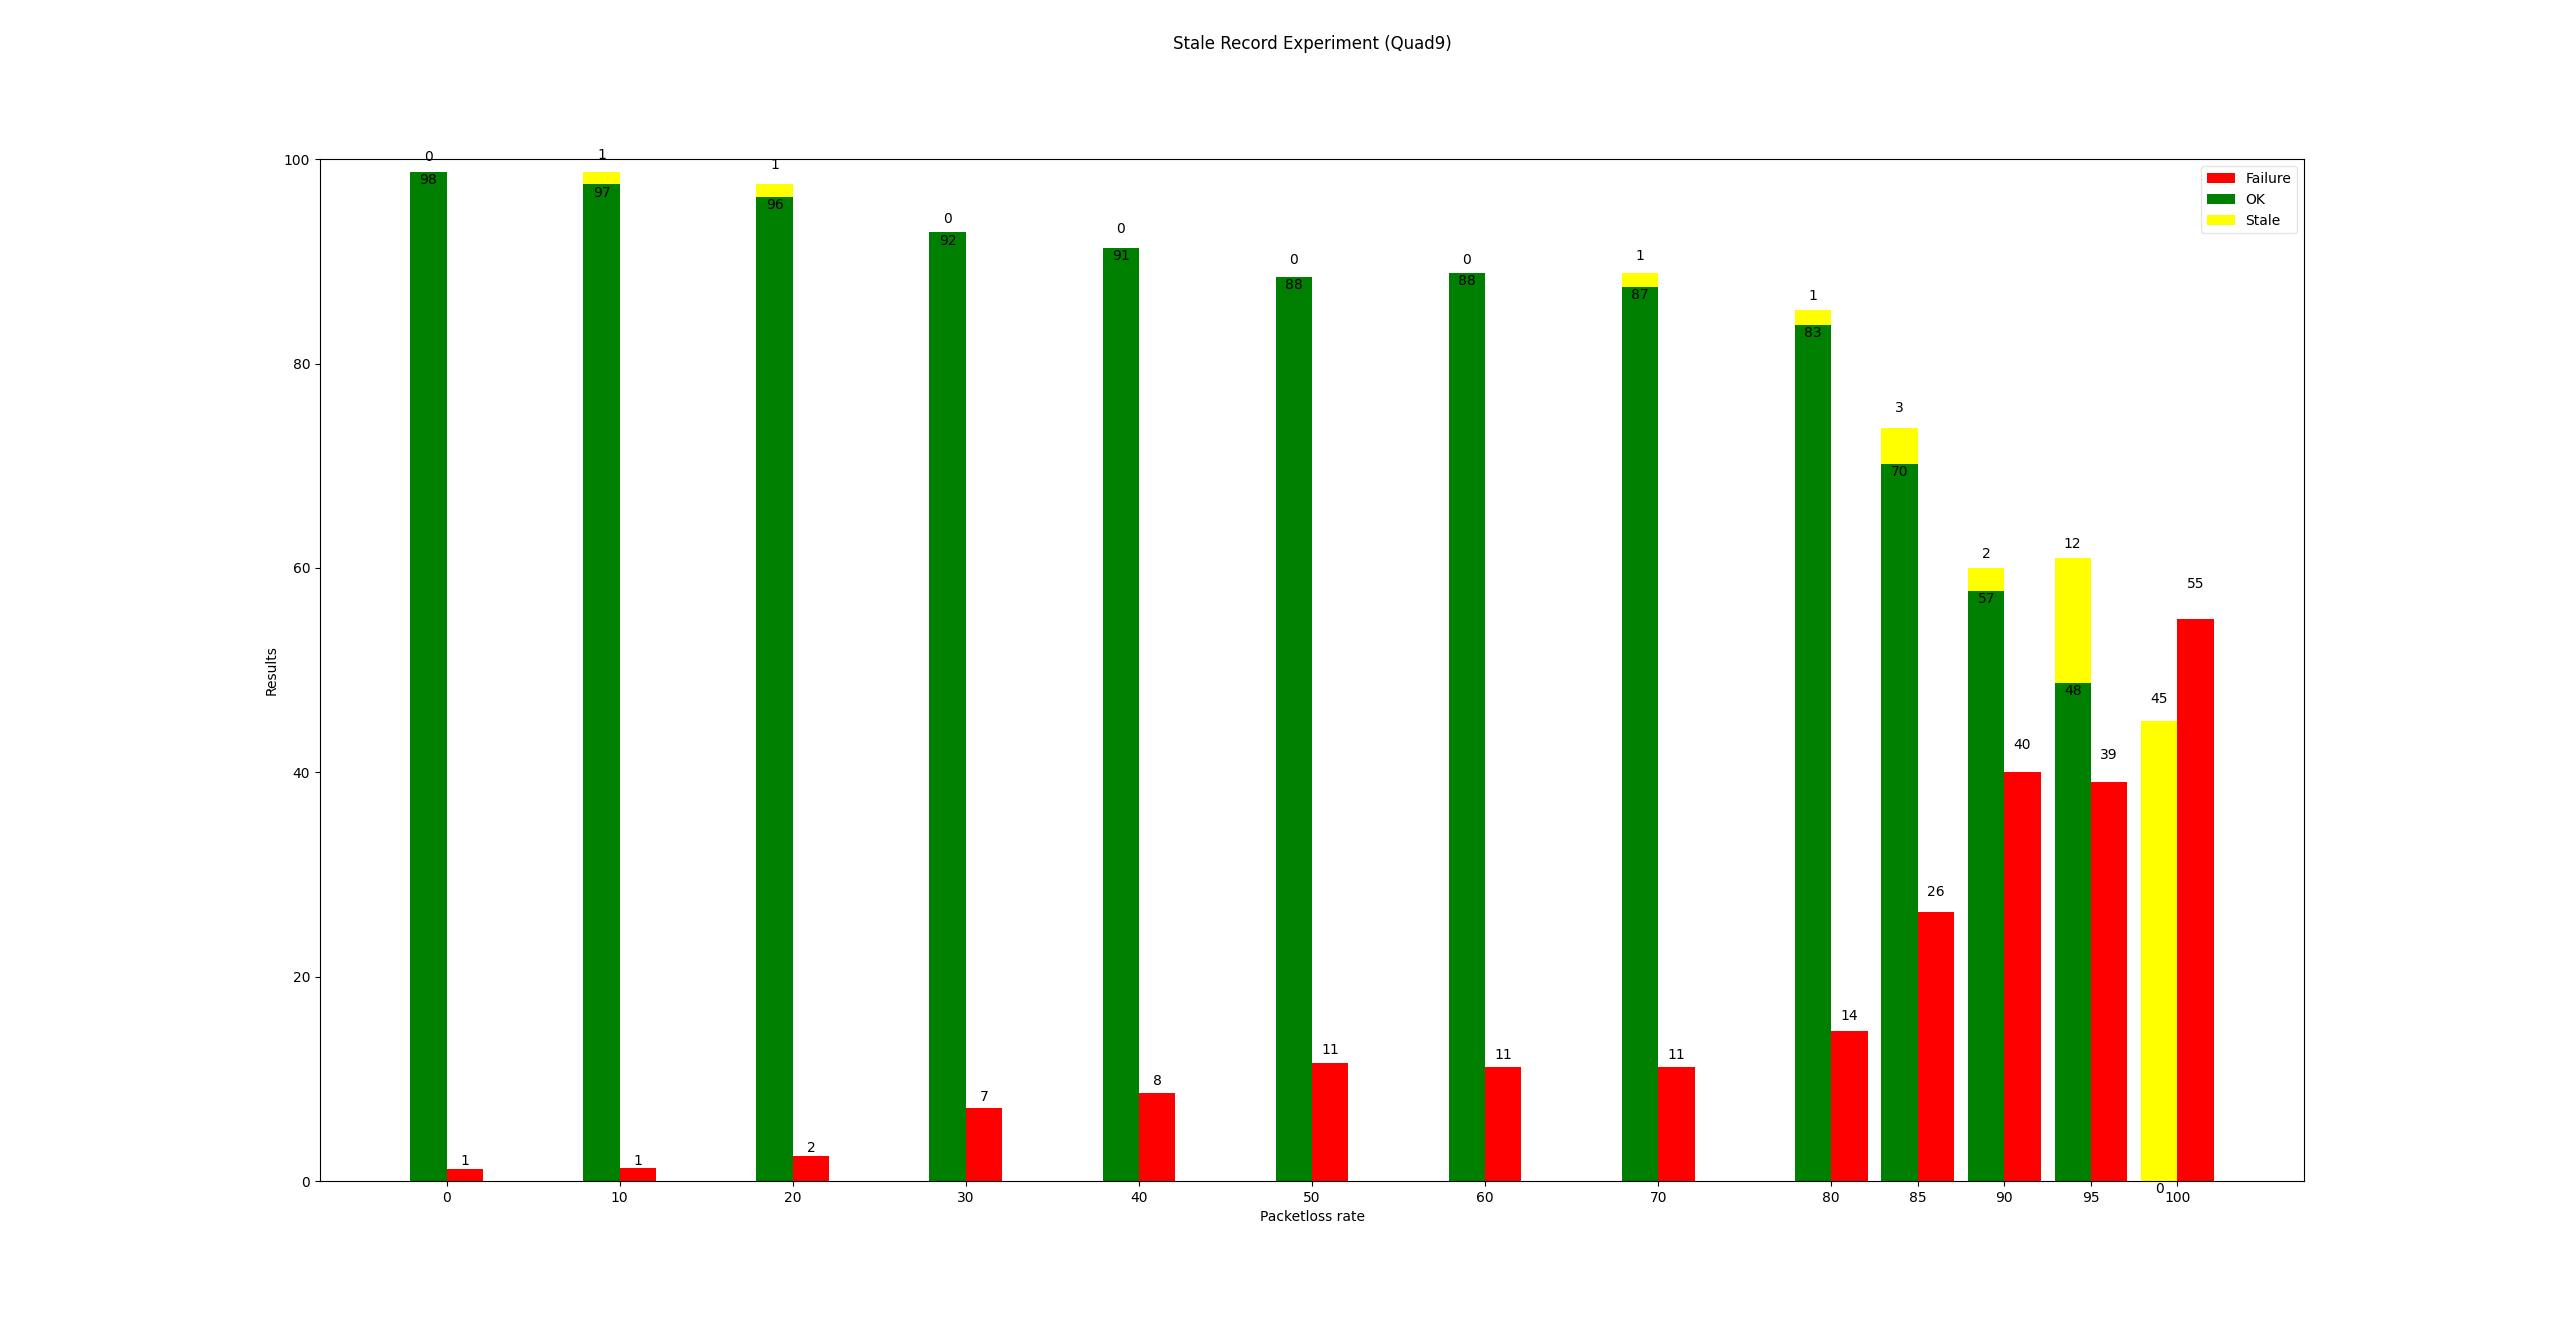 Stale Record Experiment (Quad9)
Failure
OK
Stale
Results
100
80
60
40
20
0
0 1 1 0 0 0 0 1 1 3 2 12 45
98 97 96 92 91 88 88 87 83 70 57 48 0
1 1 2 7 8 11 11 11 14 26 40 39 55
0 10 20 30 40 50 60 70 80 85 90 95 100
Packetloss rate